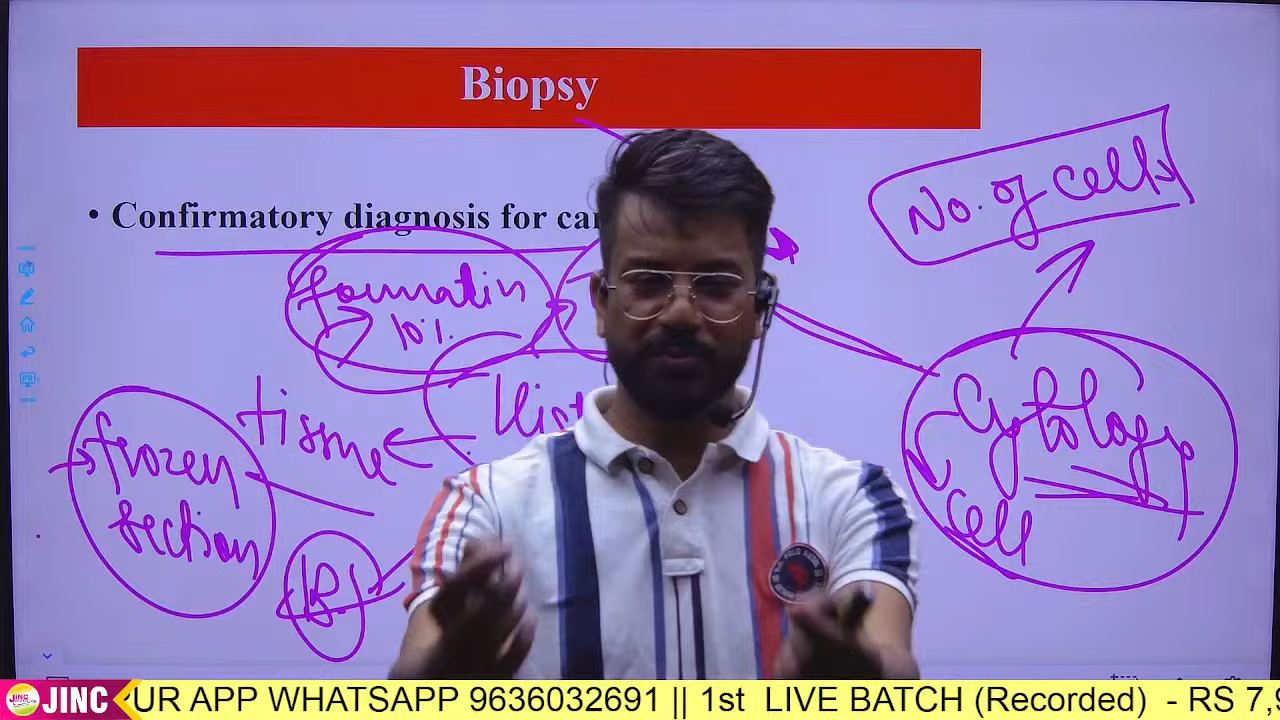 Biopsy
No. of cells
• Confirmatory diagnosis for
formalin
10%
Hist
tissue
frozen
section
Cytology
cell
JINC
UR APP WHATSAPP 9636032691 || 1st LIVE BATCH (Recorded) - RS 7,9